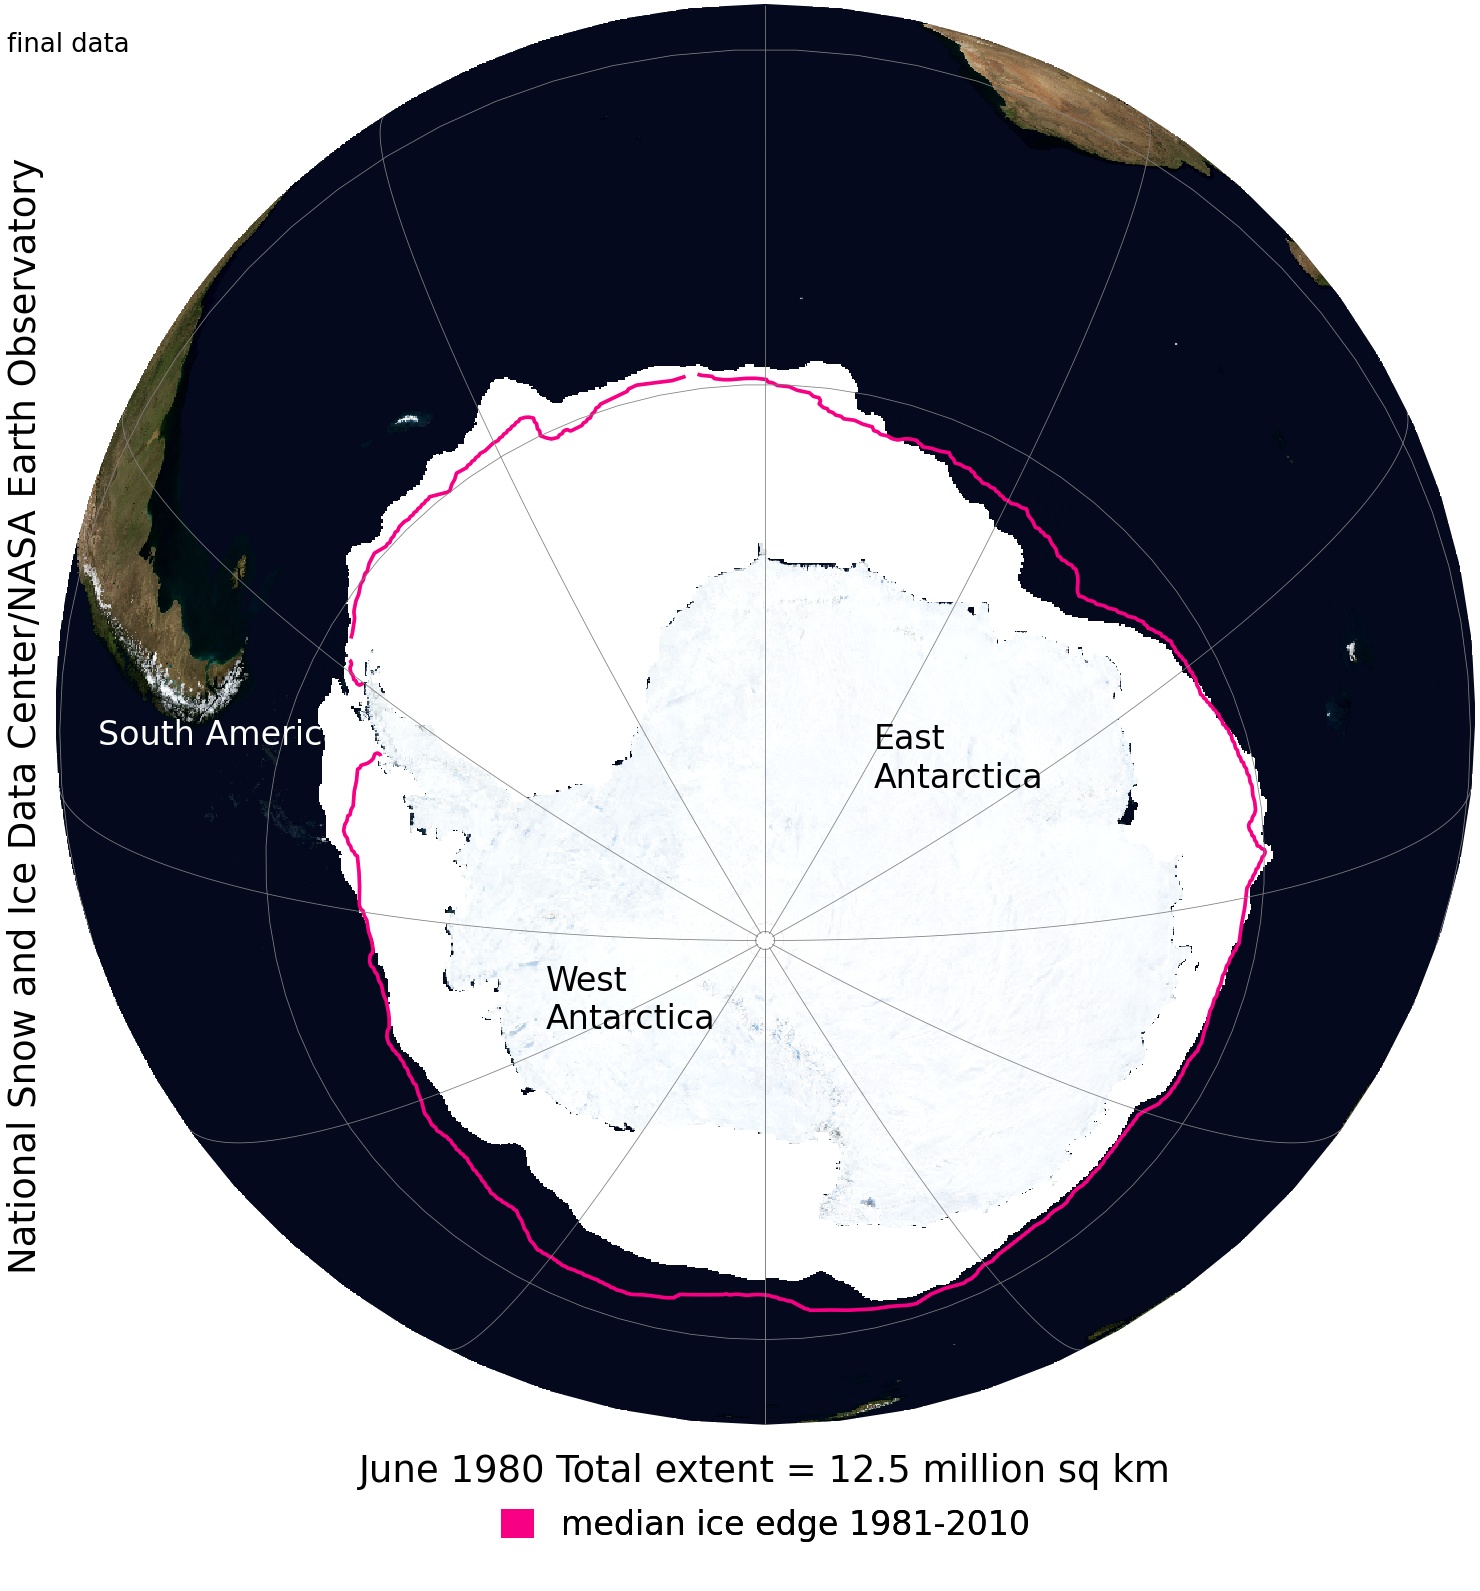 final data
National Snow and Ice Data Center/NASA Earth Observatory
South Americ
East
Antarctica
West
Antarctica
June 1980 Total extent = 12.5 million sq km
median ice edge 1981-2010